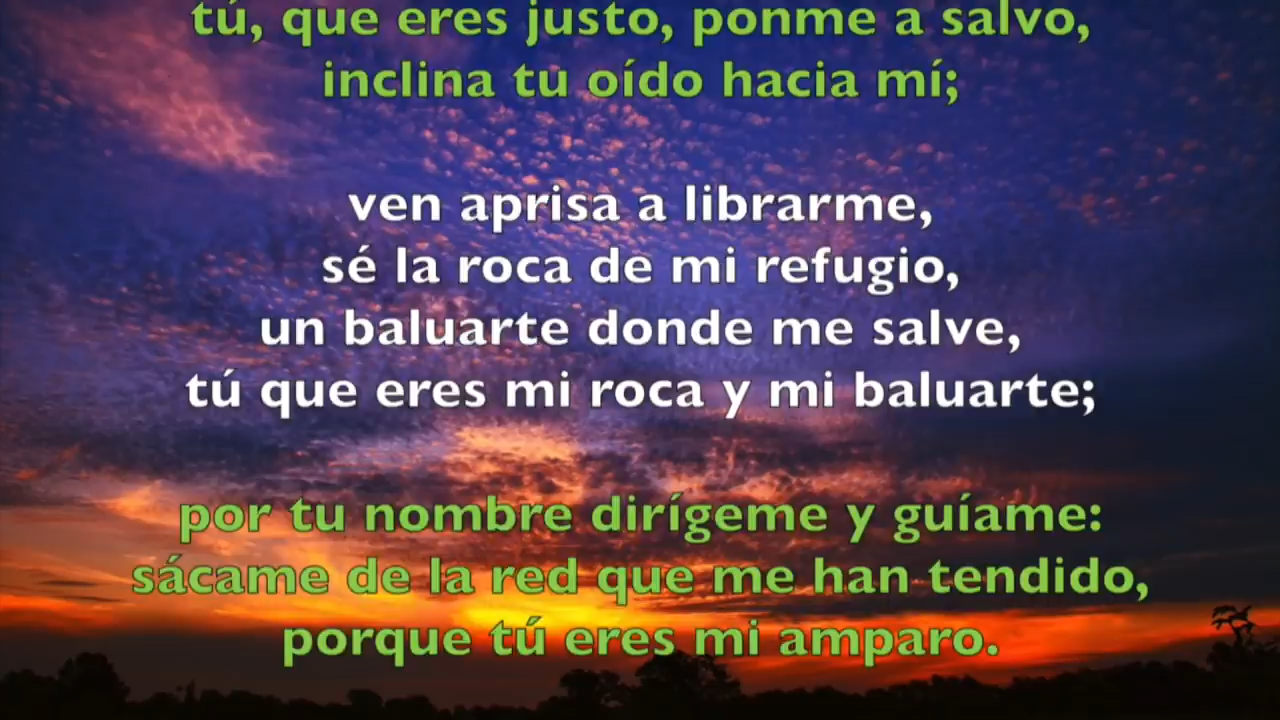 tú, que eres justo, ponme a salvo,
inclina tu oído hacia mí;
ven aprisa a librarme,
sé la roca de mi refugio,
un baluarte donde me salve,
tú que eres mi roca y mi baluarte;
por tu nombre dirígeme y guíame:
sácame de la red que me han tendido,
porque tú eres mi amparo.